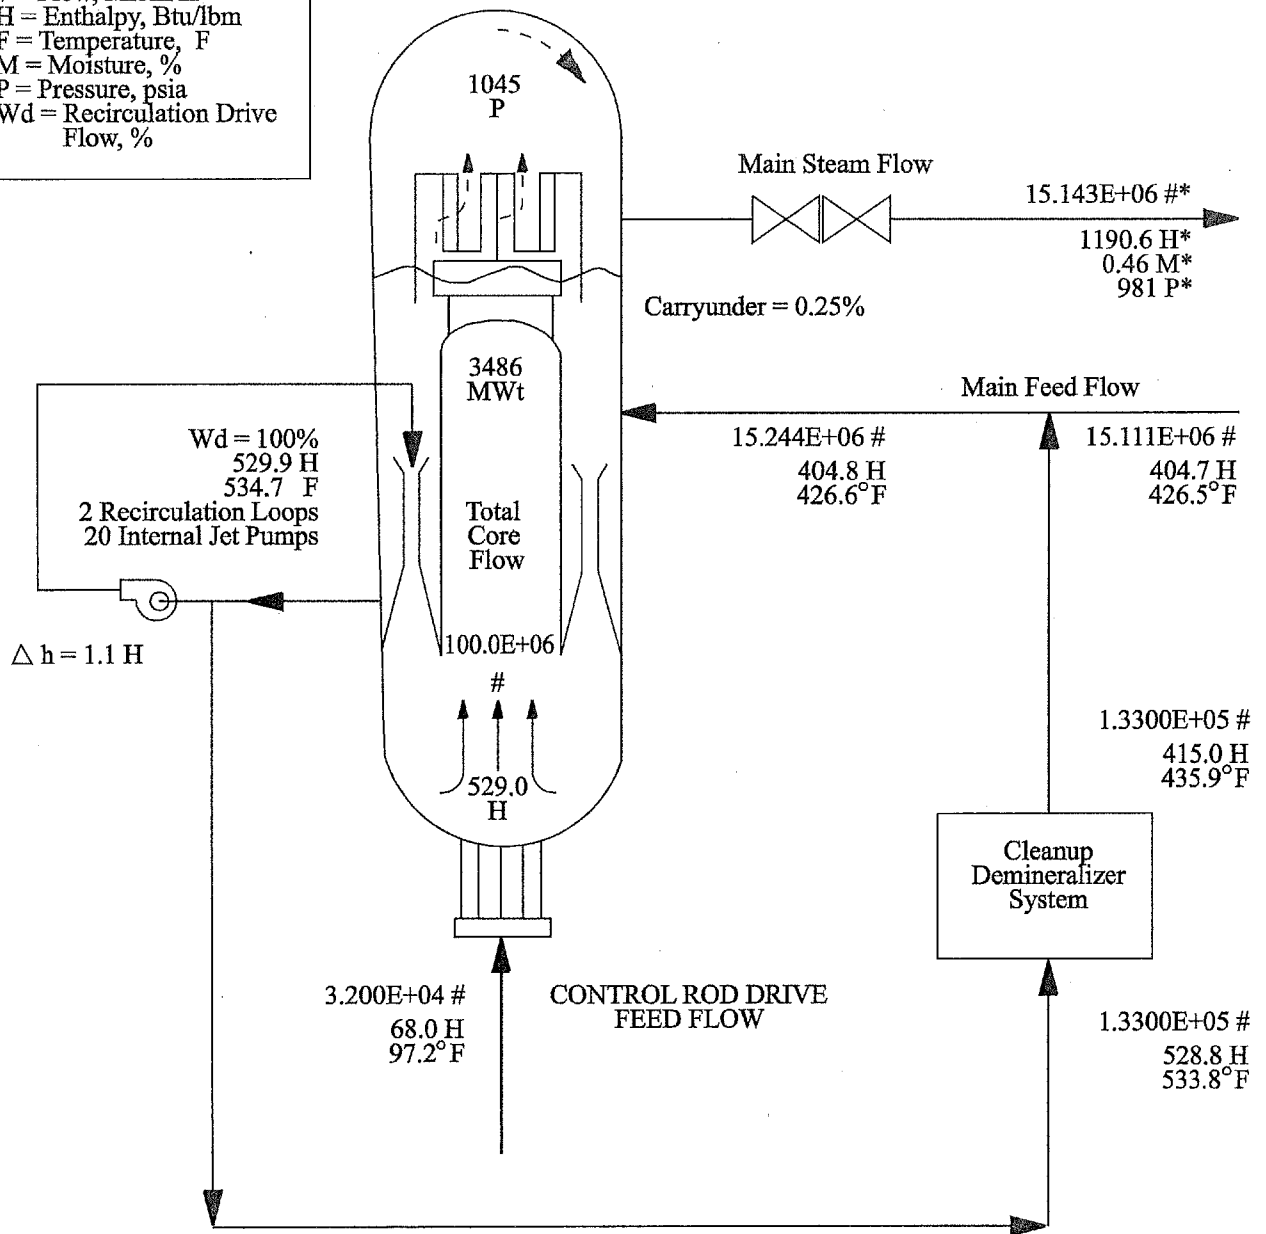 H = Enthalpy, Btu/lbm
F = Temperature, F
M = Moisture, %
P = Pressure, psia
Wd = Recirculation Drive
Flow, %
1045
P
Main Steam Flow
15.143E+06 #*
1190.6 H*
0.46 M*
981 P*
Carryunder = 0.25%
3486
MWt
Main Feed Flow
Wd = 100%
529.9 H
534.7 F
2 Recirculation Loops
20 Internal Jet Pumps
15.244E+06 #
404.8 H
426.6°F
15.111E+06 #
404.7 H
426.5°F
Total
Core
Flow
△ h = 1.1 H
100.0E+06
#
529.0
H
1.3300E+05 #
415.0 H
435.9°F
Cleanup
Demineralizer
System
3.200E+04 #
68.0 H
97.2°F
CONTROL ROD DRIVE
FEED FLOW
1.3300E+05 #
528.8 H
533.8°F